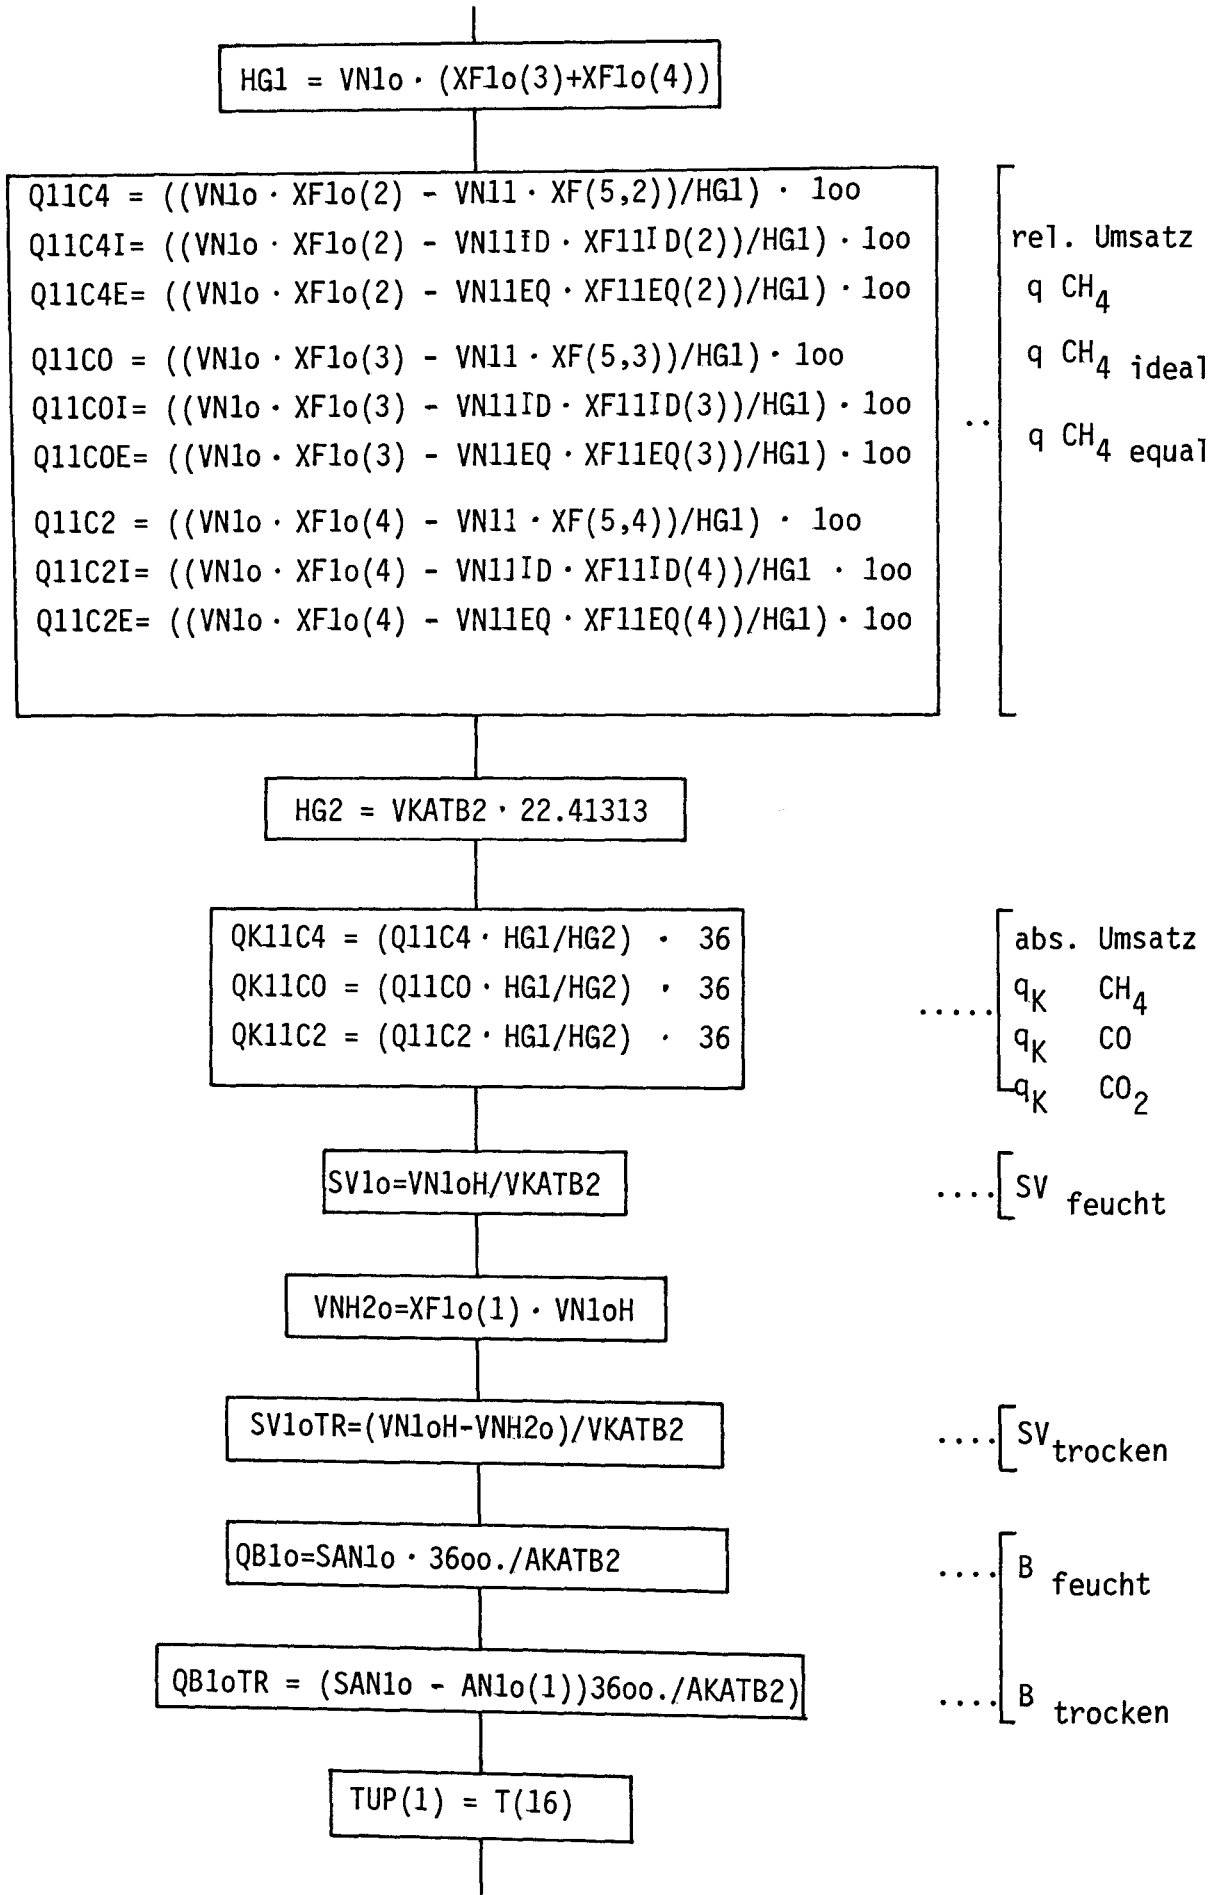 HG1 = VN1o · (XF1o(3)+XF1o(4))
Q11C4 = ((VN1o · XF1o(2) - VN11 · XF(5,2))/HG1) · 1oo
Q11C4I= ((VN1o · XF1o(2) - VN11ID · XF11ID(2))/HG1) · 1oo
Q11C4E= ((VN1o · XF1o(2) - VN11EQ · XF11EQ(2))/HG1) · 1oo
Q11CO = ((VN1o · XF1o(3) - VN11 · XF(5,3))/HG1) · 1oo
Q11COI= ((VN1o · XF1o(3) - VN11ID · XF11ID(3))/HG1) · 1oo
Q11COE= ((VN1o · XF1o(3) - VN11EQ · XF11EQ(3))/HG1) · 1oo
Q11C2 = ((VN1o · XF1o(4) - VN11 · XF(5,4))/HG1) · 1oo
Q11C2I= ((VN1o · XF1o(4) - VN11ID · XF11ID(4))/HG1 · 1oo
Q11C2E= ((VN1o · XF1o(4) - VN11EQ · XF11EQ(4))/HG1) · 1oo
rel. Umsatz
q CH4
q CH4 ideal
..
q CH4 equal
HG2 = VKATB2 · 22.41313
QK11C4 = (Q11C4 · HG1/HG2) · 36
QK11CO = (Q11CO · HG1/HG2) · 36
QK11C2 = (Q11C2 · HG1/HG2) · 36
abs. Umsatz
..... qK CH4
qK CO
qK CO2
SV1o=VN1oH/VKATB2
.... SV feucht
VNH2o=XF1o(1) · VN1oH
SV1oTR=(VN1oH-VNH2o)/VKATB2
.... SV trocken
QB1o=SAN1o · 36oo./AKATB2
.... B feucht
QB1oTR = (SAN1o - AN1o(1))36oo./AKATB2)
.... B trocken
TUP(1) = T(16)